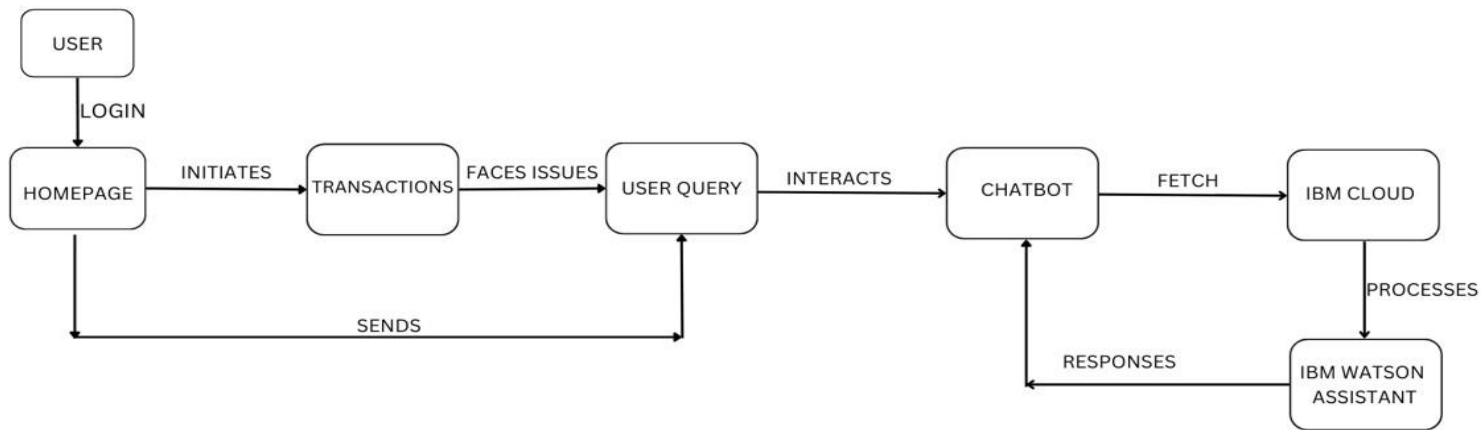 USER
LOGIN
HOMEPAGE
INITIATES
TRANSACTIONS
FACES ISSUES
USER QUERY
INTERACTS
CHATBOT
FETCH
IBM CLOUD
SENDS
PROCESSES
RESPONSES
IBM WATSON
ASSISTANT